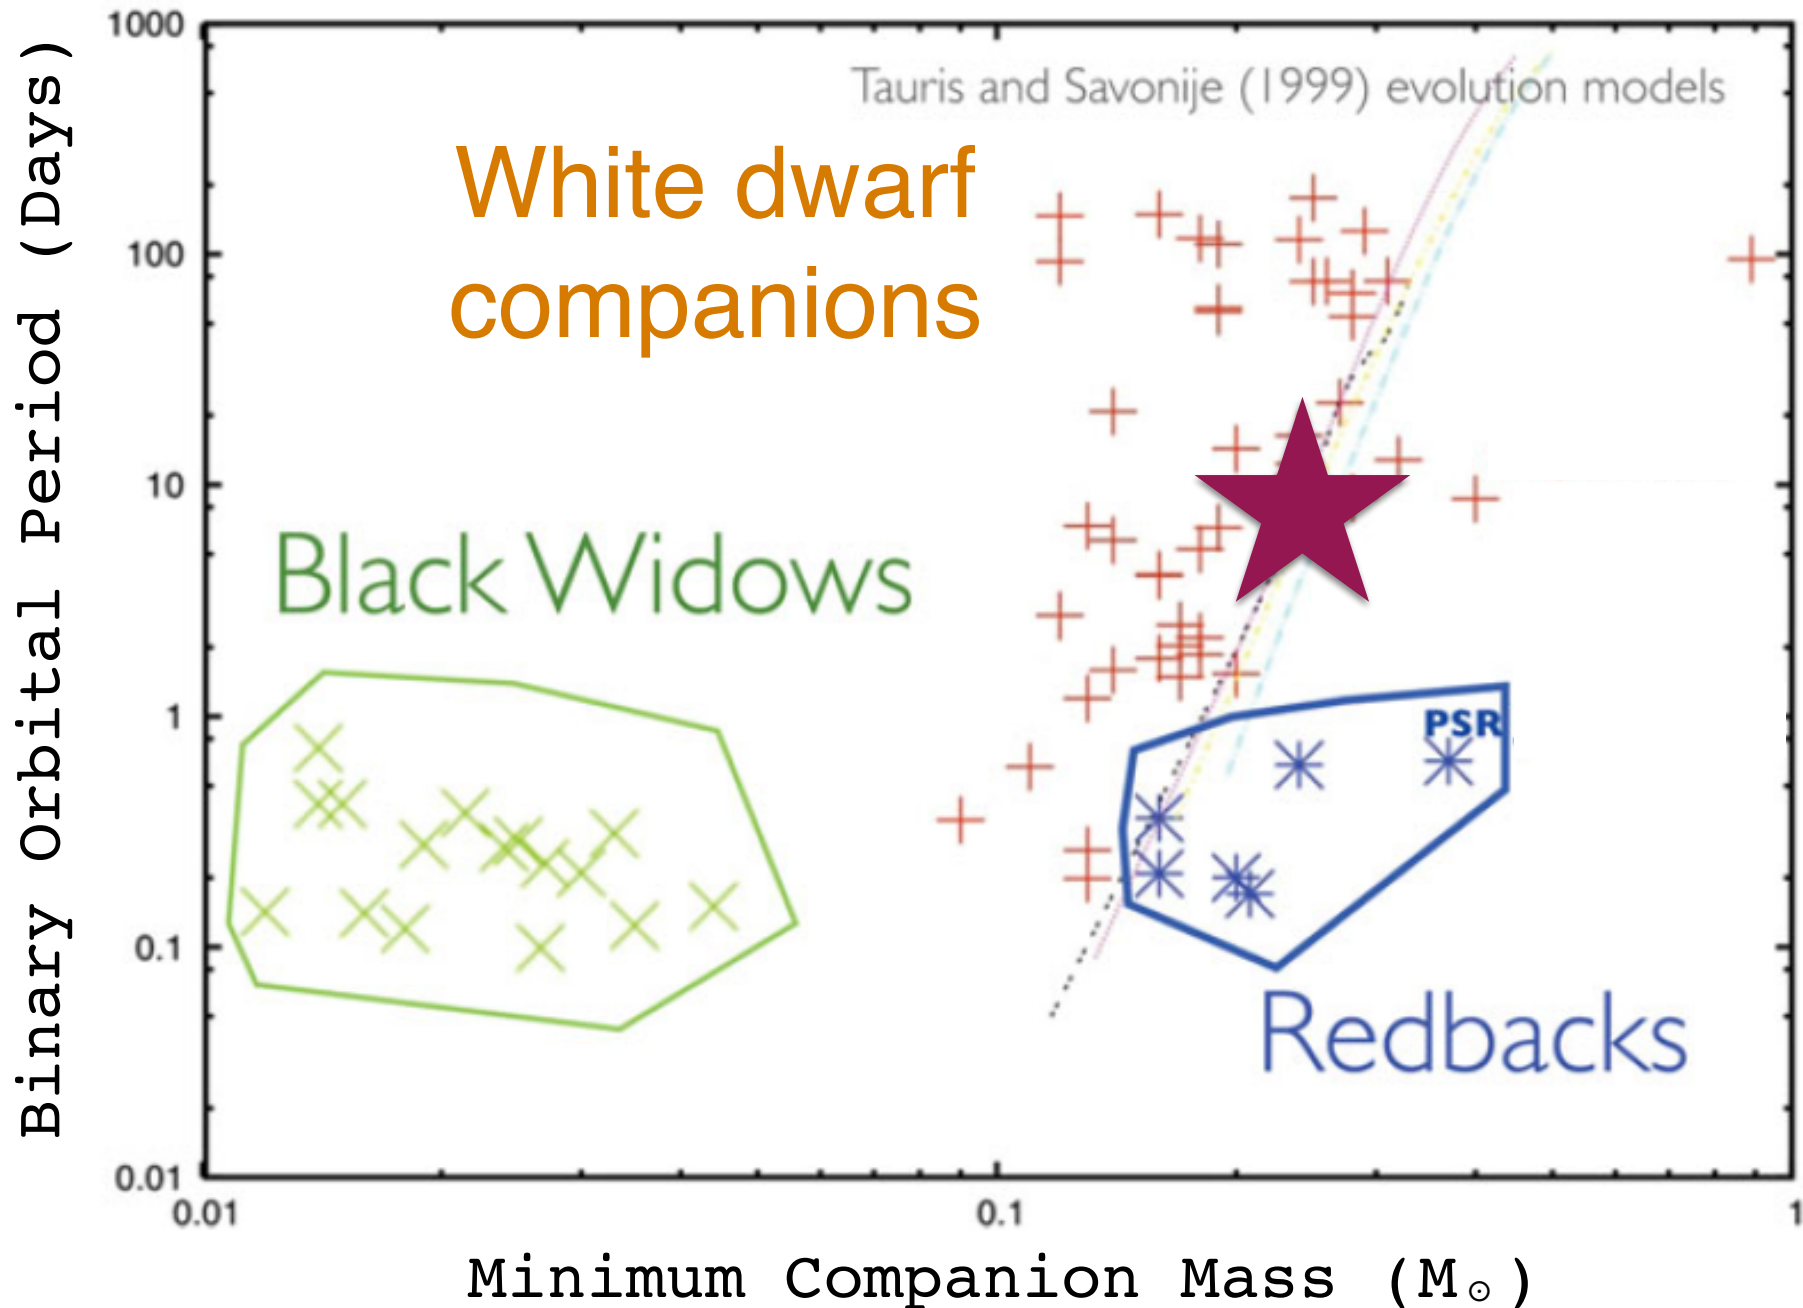 1000
Tauris and Savonije (1999) evolution models
White dwarf
companions
100
10
Black Widows
1
PSR
0.1
Redbacks
0.01
0.01
0.1
1
Minimum Companion Mass (M☉)
Binary Orbital Period (Days)